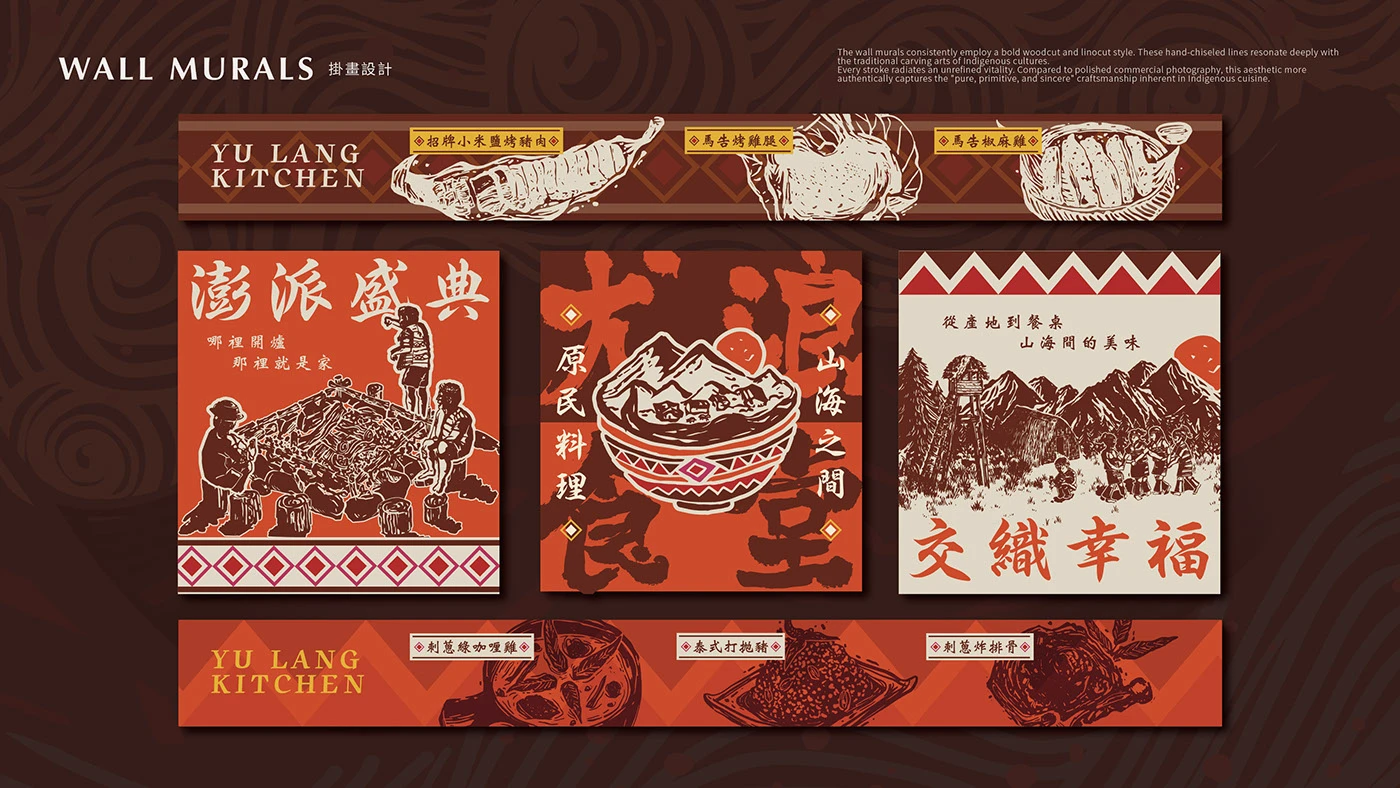 WALL MURALS 掛畫設計
The wall murals consistently employ a bold woodcut and linocut style. These hand-chiseled lines resonate deeply with
the traditional carving arts of Indigenous cultures.
Every stroke radiates an unrefined vitality. Compared to polished commercial photography, this aesthetic more
authentically captures the "pure, primitive, and sincere" craftsmanship inherent in Indigenous cuisine.
YU LANG
KITCHEN
招牌小米鹽烤豬肉
馬告烤雞腿
馬告椒麻雞
澎派盛典
哪裡開爐
那裡就是家
尤浪
食堂
原民料理
山海之間
從產地到餐桌
山海間的美味
交織幸福
YU LANG
KITCHEN
刺蔥綠咖喱雞
泰式打拋豬
刺蔥炸排骨